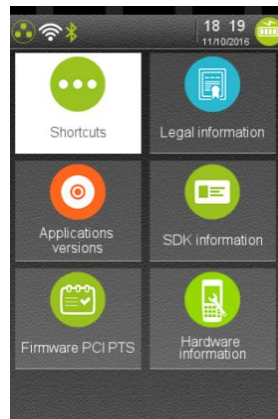 18 19
11/10/2016
Shortcuts
Legal information
Applications
versions
SDK information
Firmware PCI PTS
Hardware
information